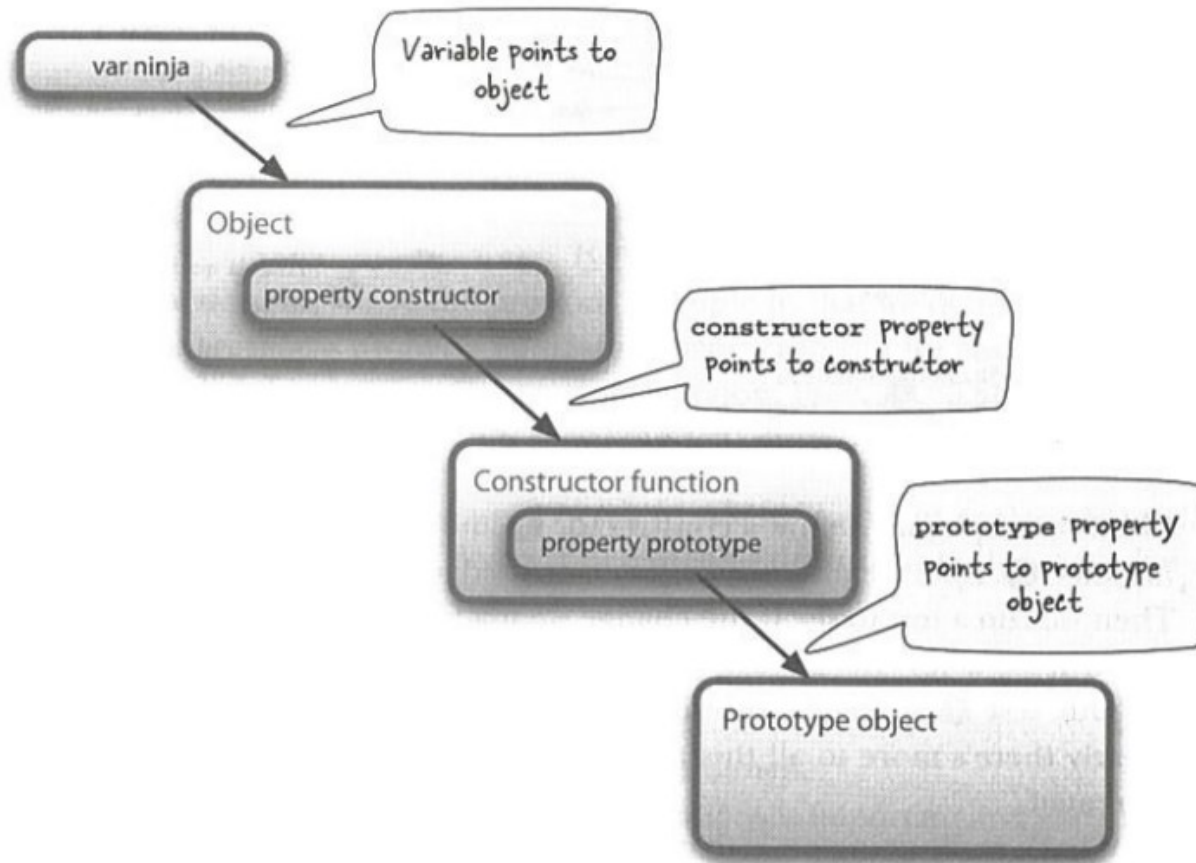 var ninja
Variable points to
object
Object
property constructor
constructor property
points to constructor
Constructor function
property prototype
prototype property
points to prototype
object
Prototype object